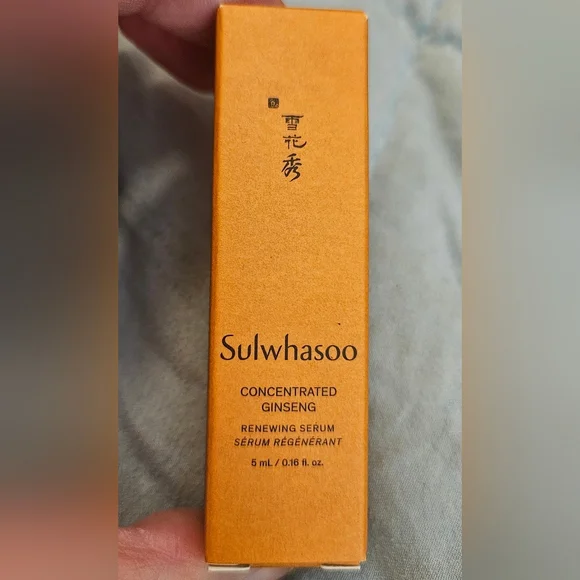 雪
花
秀
Sulwhasoo
CONCENTRATED
GINSENG
RENEWING SERUM
SÉRUM RÉGÉNÉRANT
5 mL / 0.16 fl. oz.